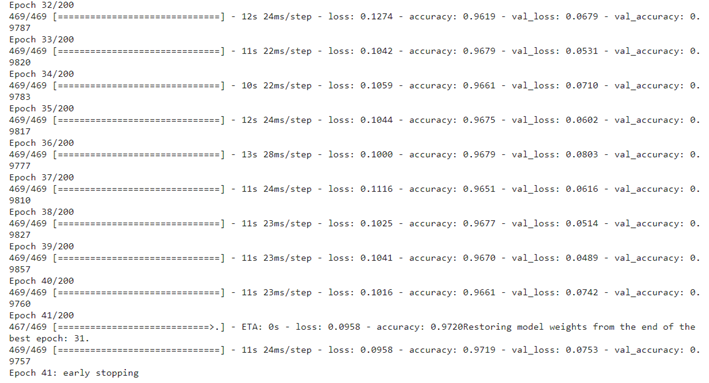 Epoch 32/200
469/469 [==============================] - 12s 24ms/step - loss: 0.1274 - accuracy: 0.9619 - val_loss: 0.0679 - val_accuracy: 0.
9787
Epoch 33/200
469/469 [==============================] - 11s 22ms/step - loss: 0.1042 - accuracy: 0.9679 - val_loss: 0.0531 - val_accuracy: 0.
9820
Epoch 34/200
469/469 [==============================] - 10s 22ms/step - loss: 0.1059 - accuracy: 0.9661 - val_loss: 0.0710 - val_accuracy: 0.
9783
Epoch 35/200
469/469 [==============================] - 12s 24ms/step - loss: 0.1044 - accuracy: 0.9675 - val_loss: 0.0602 - val_accuracy: 0.
9817
Epoch 36/200
469/469 [==============================] - 13s 28ms/step - loss: 0.1000 - accuracy: 0.9679 - val_loss: 0.0803 - val_accuracy: 0.
9777
Epoch 37/200
469/469 [==============================] - 11s 24ms/step - loss: 0.1116 - accuracy: 0.9651 - val_loss: 0.0616 - val_accuracy: 0.
9810
Epoch 38/200
469/469 [==============================] - 11s 23ms/step - loss: 0.1025 - accuracy: 0.9677 - val_loss: 0.0514 - val_accuracy: 0.
9827
Epoch 39/200
469/469 [==============================] - 11s 23ms/step - loss: 0.1041 - accuracy: 0.9670 - val_loss: 0.0489 - val_accuracy: 0.
9857
Epoch 40/200
469/469 [==============================] - 11s 23ms/step - loss: 0.1016 - accuracy: 0.9661 - val_loss: 0.0742 - val_accuracy: 0.
9760
Epoch 41/200
467/469 [============================>.] - ETA: 0s - loss: 0.0958 - accuracy: 0.9720Restoring model weights from the end of the
best epoch: 31.
469/469 [==============================] - 11s 24ms/step - loss: 0.0958 - accuracy: 0.9719 - val_loss: 0.0753 - val_accuracy: 0.
9757
Epoch 41: early stopping